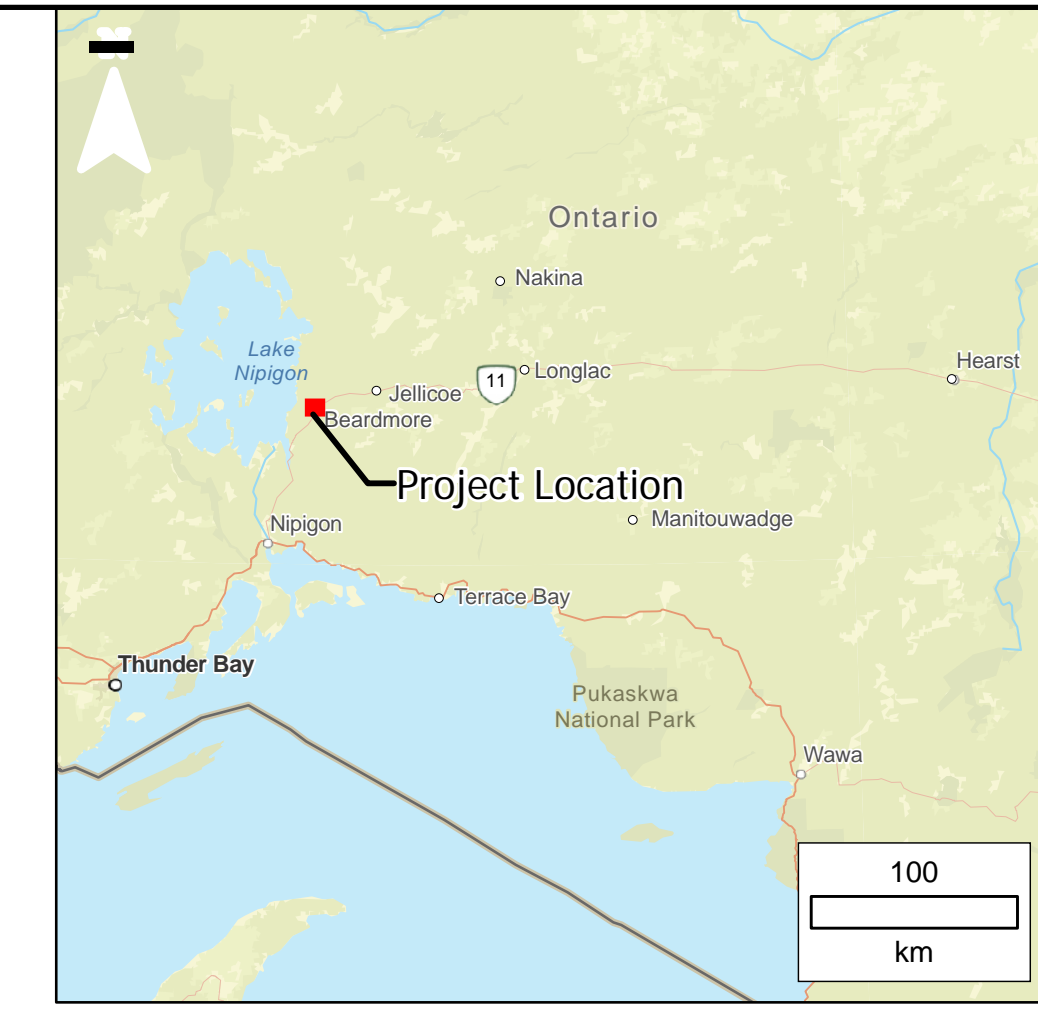 Ontario
Nakina
Lake
Nipigon
11
Longlac
Hearst
Jellicoe
Beardmore
Project Location
Nipigon
Manitouwadge
Terrace Bay
Thunder Bay
Pukaskwa
National Park
Wawa
100
km